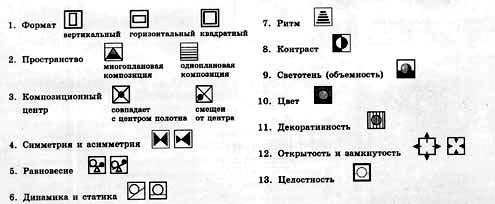 1. Формат
вертикальный горизонтальный квадратный
2. Пространство
многоплановая композиция
одноплановая композиция
3. Композиционный центр
совпадает с центром полотна
смещен от центра
4. Симметрия и асимметрия
5. Равновесие
6. Динамика и статика
7. Ритм
8. Контраст
9. Светотень (объемность)
10. Цвет
11. Декоративность
12. Открытость и замкнутость
13. Целостность